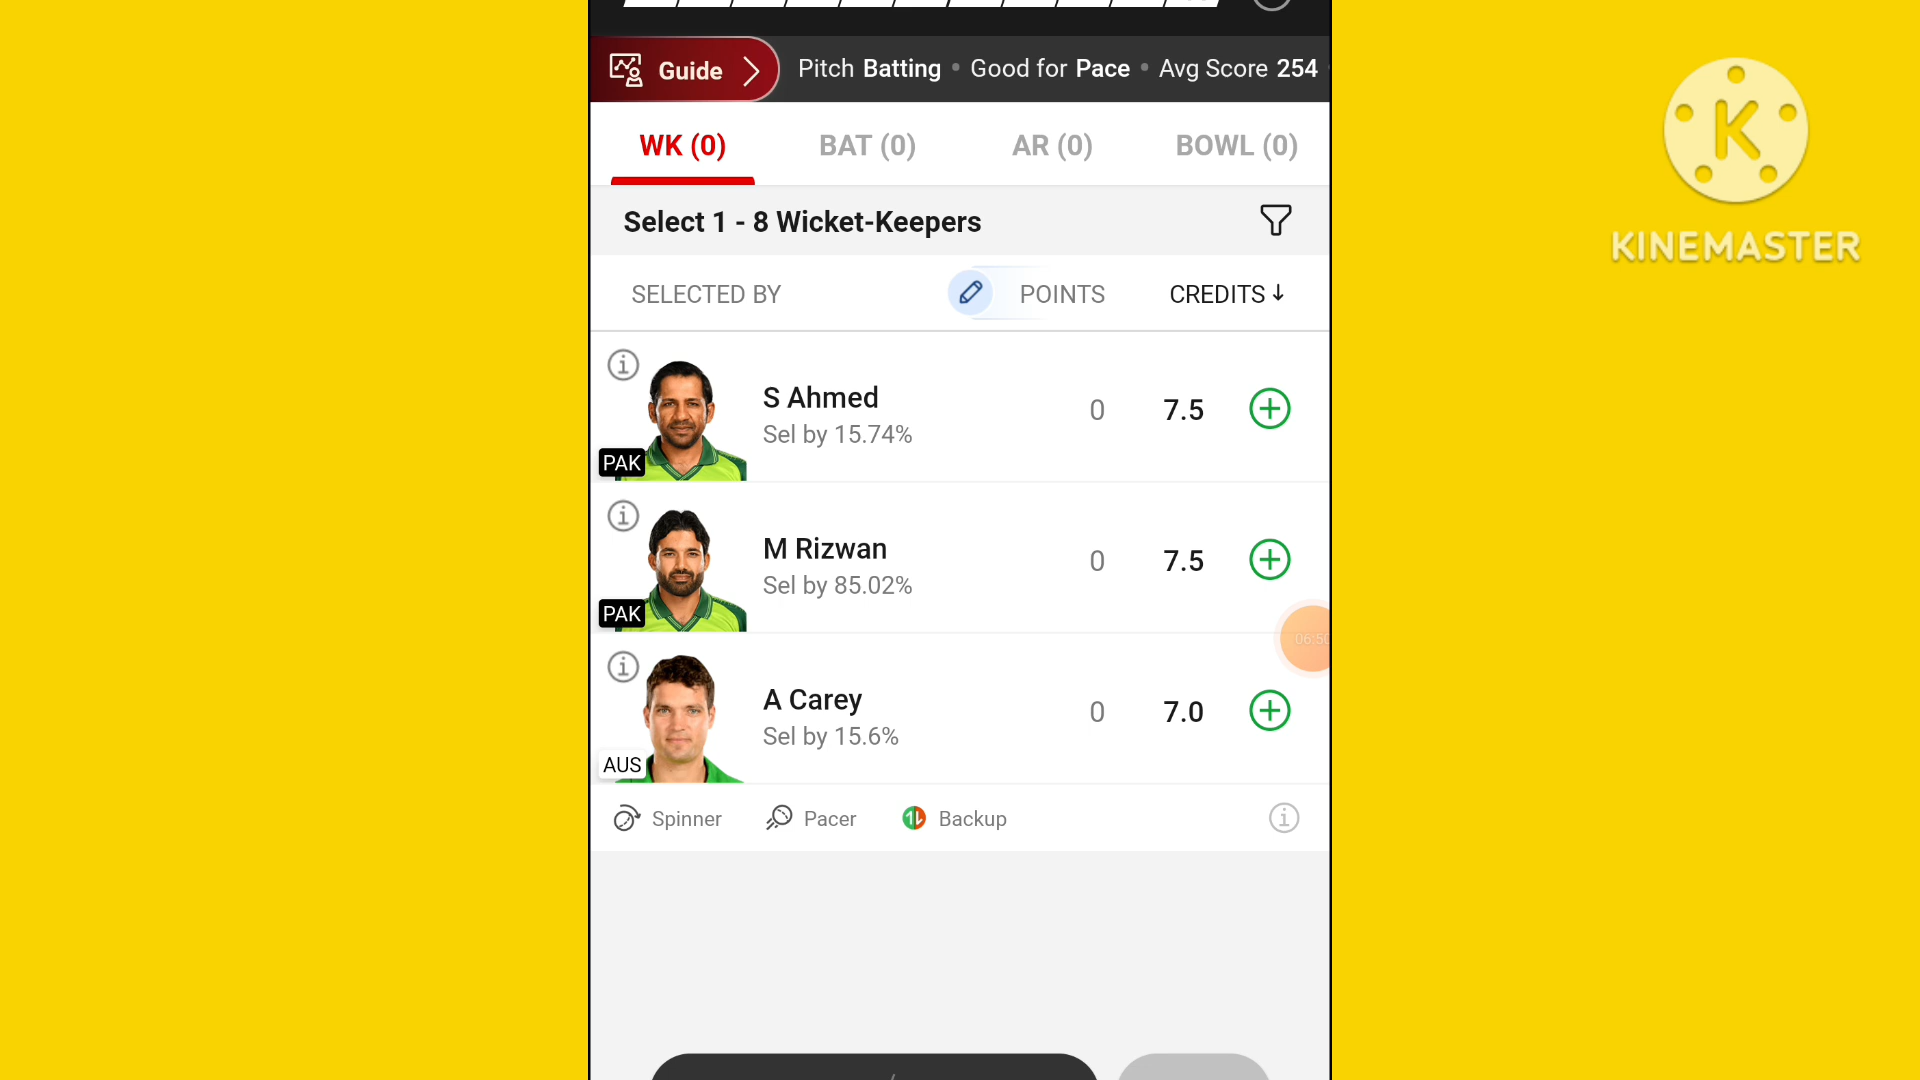 Guide
Pitch Batting • Good for Pace • Avg Score 254
WK (0) BAT (0) AR (0) BOWL (0)
Select 1 - 8 Wicket-Keepers
SELECTED BY POINTS CREDITS↓
S Ahmed
Sel by 15.74%
0 7.5
PAK
M Rizwan
Sel by 85.02%
0 7.5
PAK
A Carey
Sel by 15.6%
0 7.0
AUS
Spinner Pacer Backup
K
KINEMASTER